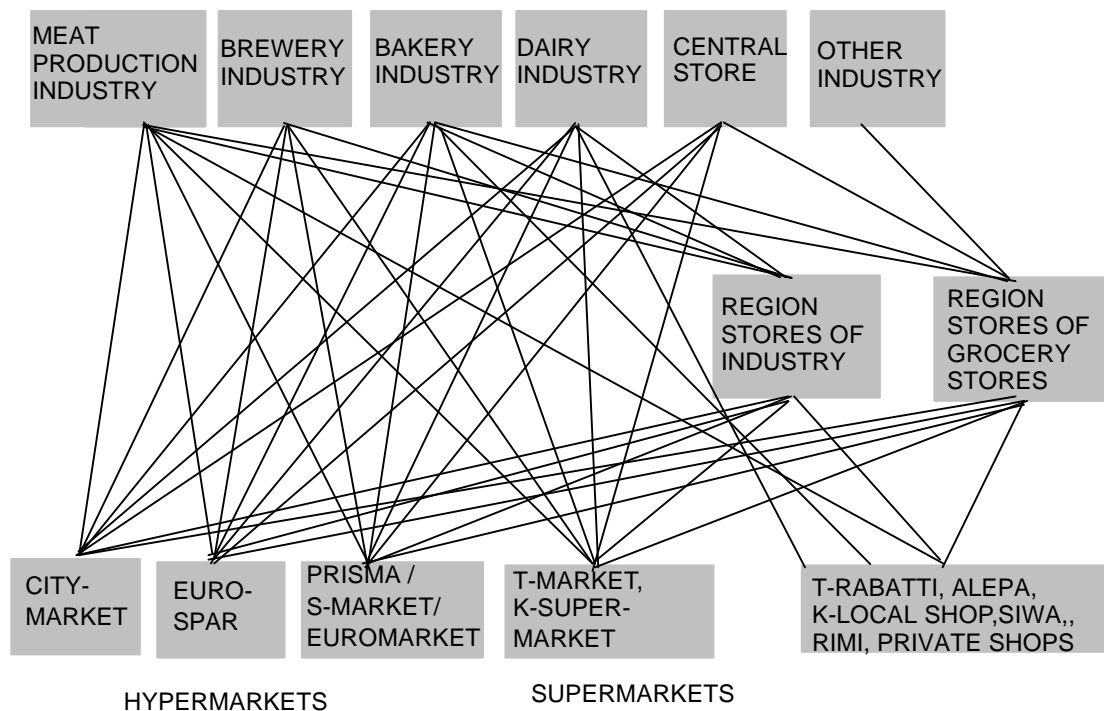 MEAT
PRODUCTION
INDUSTRY
BREWERY
INDUSTRY
BAKERY
INDUSTRY
DAIRY
INDUSTRY
CENTRAL
STORE
OTHER
INDUSTRY
REGION
STORES OF
INDUSTRY
REGION
STORES OF
GROCERY
STORES
CITY-
MARKET
EURO-
SPAR
PRISMA /
S-MARKET/
EUROMARKET
T-MARKET,
K-SUPER-
MARKET
T-RABATTI, ALEPA,
K-LOCAL SHOP,SIWA,,
RIMI, PRIVATE SHOPS
HYPERMARKETS
SUPERMARKETS